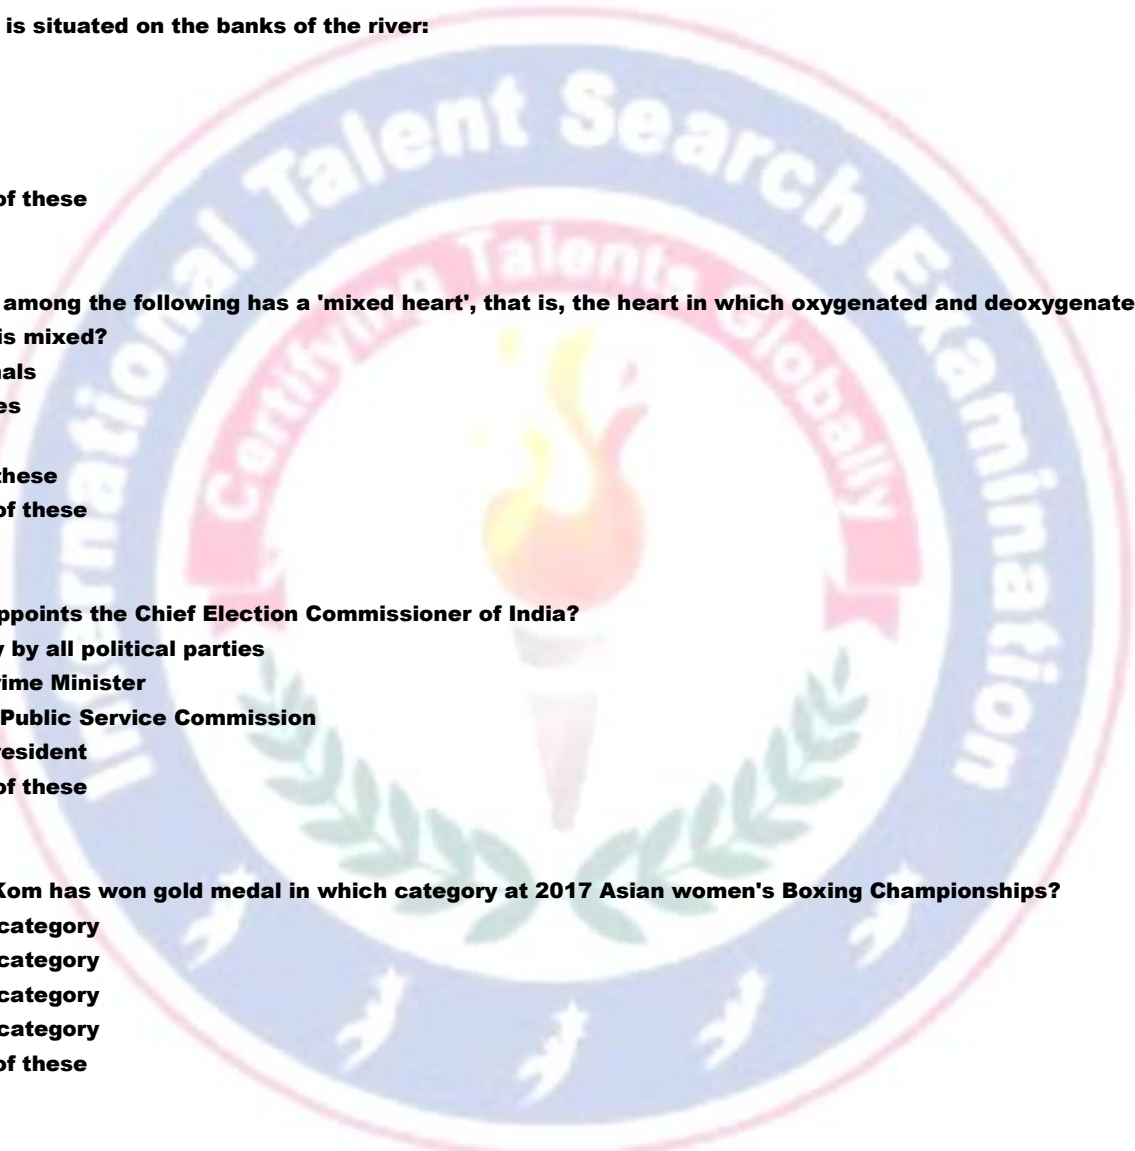 is situated on the banks of the river:
of these
among the following has a 'mixed heart', that is, the heart in which oxygenated and deoxygenate
is mixed?
nals
es
these
of these
ppoints the Chief Election Commissioner of India?
y by all political parties
rime Minister
Public Service Commission
resident
of these
Kom has won gold medal in which category at 2017 Asian women's Boxing Championships?
category
category
category
category
of these
International Talent Search Examination
Certifying Talents Globally